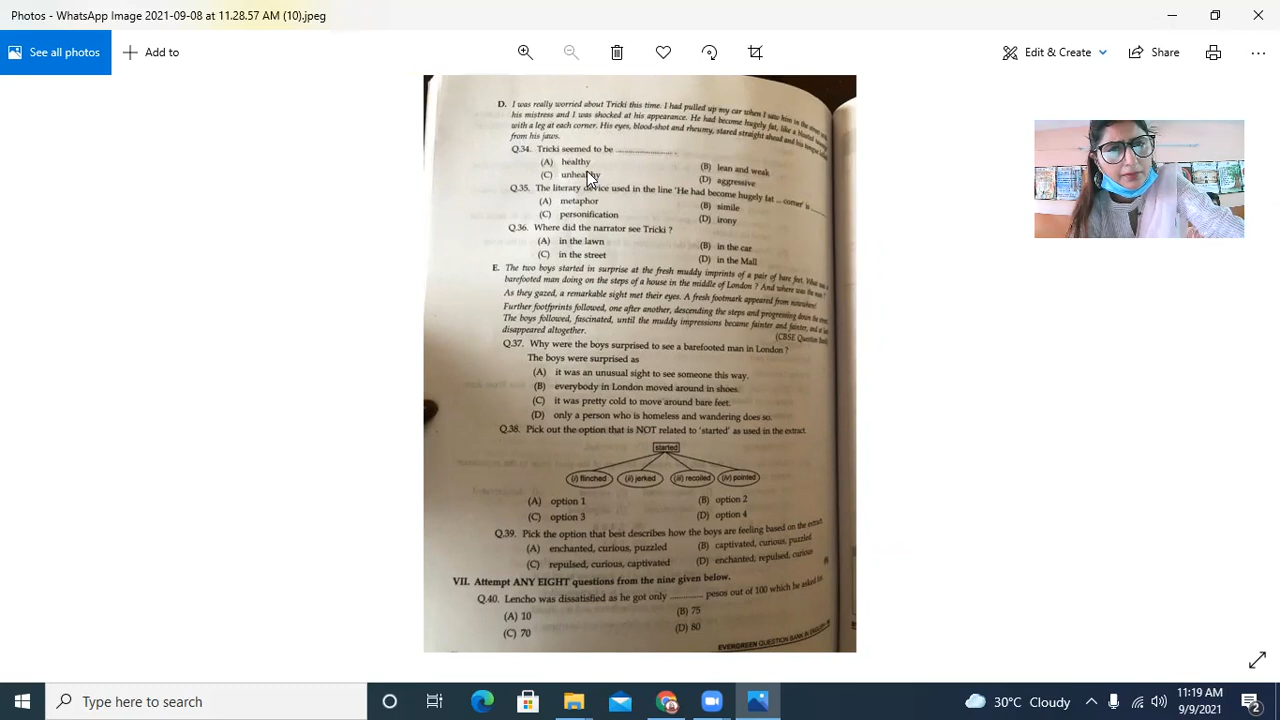 Photos - WhatsApp Image 2021-09-08 at 11.28.57 AM (10).jpeg
See all photos
Add to
Edit & Create
Share
D. I was really worried about Tricki this time. I had pulled up my car when I saw him in the street with
his mistress and I was shocked at his appearance. He had become hugely fat, like a bloated
with a leg at each corner. His eyes, blood-shot and rheumy, stared straight ahead and his tongue lolled
from his jaws.
Q.34. Tricki seemed to be ..................... .
(A) healthy
(B) lean and weak
(C) unhealthy
(D) aggressive
Q.35. The literary device used in the line 'He had become hugely fat ... corner' is ____
(A) metaphor
(B) simile
(C) personification
(D) irony
Q.36. Where did the narrator see Tricki ?
(A) in the lawn
(B) in the car
(C) in the street
(D) in the Mall
E. The two boys started in surprise at the fresh muddy imprints of a pair of bare feet. What was a
barefooted man doing on the steps of a house in the middle of London ? And where was the man ?
As they gazed, a remarkable sight met their eyes. A fresh footmark appeared from nowhere!
Further footprints followed, one after another, descending the steps and progressing down the street.
The boys followed, fascinated, until the muddy impressions became fainter and fainter, and at last
disappeared altogether.
(CBSE Question Bank)
Q.37. Why were the boys surprised to see a barefooted man in London ?
The boys were surprised as
(A) it was an unusual sight to see someone this way.
(B) everybody in London moved around in shoes.
(C) it was pretty cold to move around bare feet.
(D) only a person who is homeless and wandering does so.
Q.38. Pick out the option that is NOT related to 'started' as used in the extract.
started
(i) flinched (ii) jerked (iii) recoiled (iv) pointed
(A) option 1
(B) option 2
(C) option 3
(D) option 4
Q.39. Pick the option that best describes how the boys are feeling based on the extract
(A) enchanted, curious, puzzled
(B) captivated, curious, puzzled
(C) repulsed, curious, captivated
(D) enchanted, repulsed, curious
VII. Attempt ANY EIGHT questions from the nine given below.
Q.40. Lencho was dissatisfied as he got only ............ pesos out of 100 which he asked for
(A) 10
(B) 75
(C) 70
(D) 80
EVERGREEN QUESTION BANK IN ENGLISH
Type here to search
30°C Cloudy
11:19 AM
9/9/2021
2